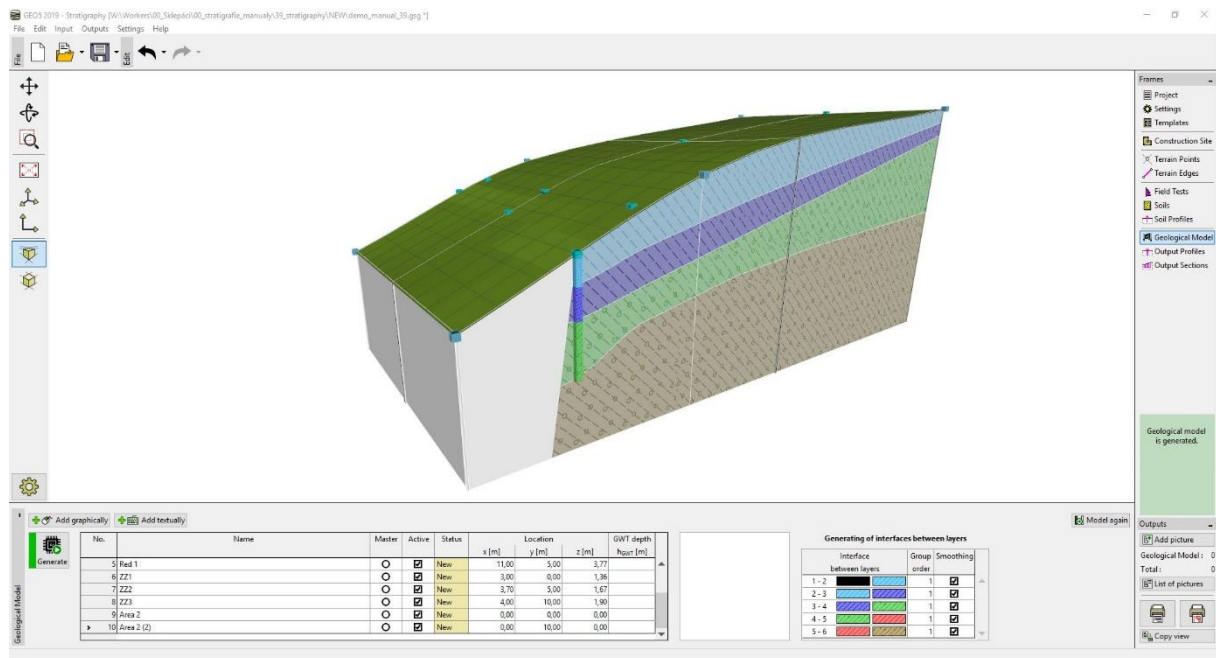 GEO5 2019 - Stratigraphy [W:\Workers\00_Sklepáci\00_stratigrafie_manualy\39_stratigraphy\NEW\demo_manual_39.gsg *]
File Edit Input Outputs Settings Help
File
Edit
Frames
Project
Settings
Templates
Construction Site
Terrain Points
Terrain Edges
Field Tests
Soils
Soil Profiles
Geological Model
Output Profiles
Output Sections
Geological model
is generated.
Add graphically Add textually
Generate
Geological Model
No. Name Master Active Status Location GWT depth
x [m] y [m] z [m] hGWT [m]
5 Red 1 New 11,00 5,00 3,77
6 ZZ1 New 3,00 0,00 1,36
7 ZZ2 New 3,70 5,00 1,67
8 ZZ3 New 4,00 10,00 1,90
9 Area 2 New 0,00 0,00 0,00
10 Area 2 (2) New 0,00 10,00 0,00
Model again
Generating of interfaces between layers
Interface Group Smoothing
between layers order
1 - 2 1
2 - 3 1
3 - 4 1
4 - 5 1
5 - 6 1
Outputs
Add picture
Geological Model : 0
Total : 0
List of pictures
Copy view